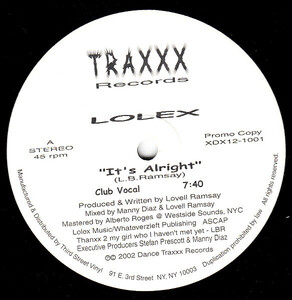 TRAXXX
Records
LOLEX
A
STEREO
45 rpm
Promo Copy
XDX12-1001
"It's Alright"
(L.B.Ramsay)
Club Vocal 7:40
Produced & Written by Lovell Ramsay
Mixed by Manny Diaz & Lovell Ramsay
Mastered by Alberto Roges @ Westside Sounds, NYC
Lolex Music/Whateverzleft Publishing ASCAP
Thanxx 2 my girl who i haven't met yet - LBR
Executive Producers Stefan Prescott & Manny Diaz
℗©2002 Dance Traxxx Records
Manufactured & Distributed by Third Street Vinyl
91 E. 3rd Street NY, NY 10003
Duplication prohibited by law. All rights reserved.